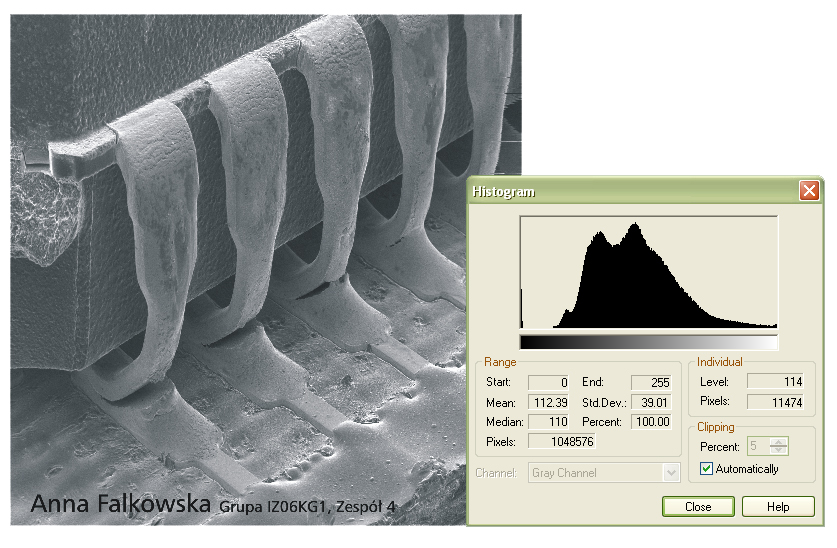 Anna Falkowska Grupa IZ06KG1, Zespół 4
Histogram
Range
Start: 0 End: 255
Mean: 112.39 Std.Dev.: 39.01
Median: 110 Percent: 100.00
Pixels: 1048576
Individual
Level: 114
Pixels: 11474
Clipping
Percent: 5
Automatically
Channel: Gray Channel
Close Help